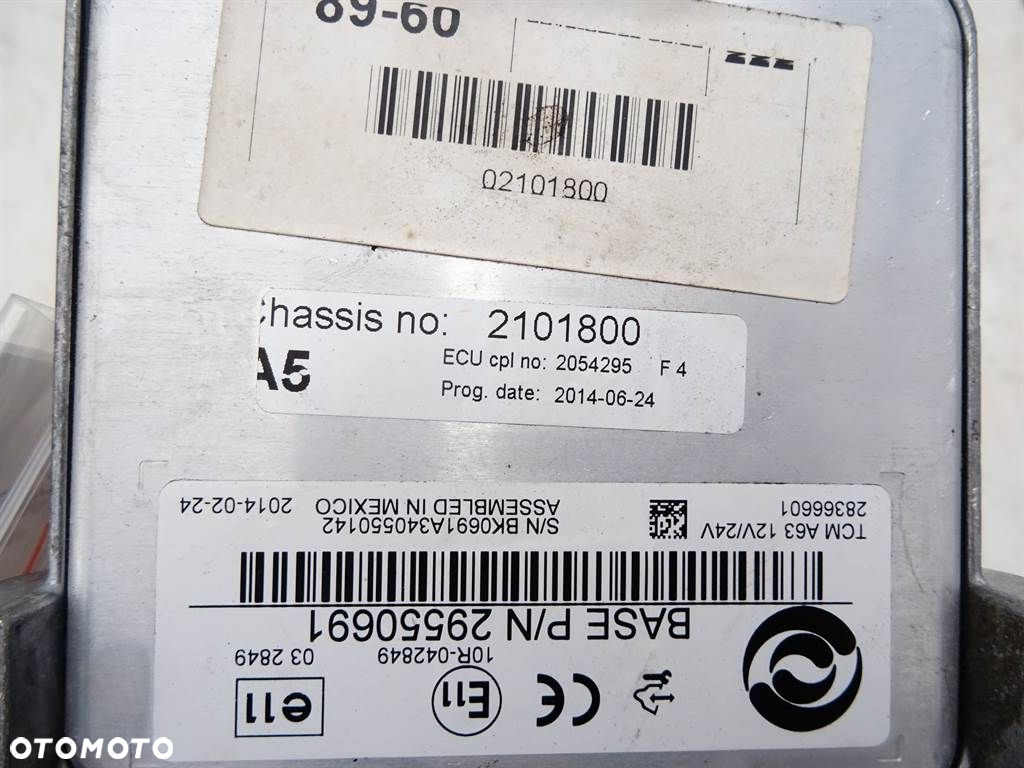 89-60
02101800
Chassis no: 2101800
A5
ECU cpl no: 2054295 F 4
Prog. date: 2014-06-24
TCM A63 12V/24V
28366601
S/N BK0691A340550142
ASSEMBLED IN MEXICO 2014-02-24
BASE P/N 29550691
10R-042849
03 2849
CE
E11
e11
OTOMOTO